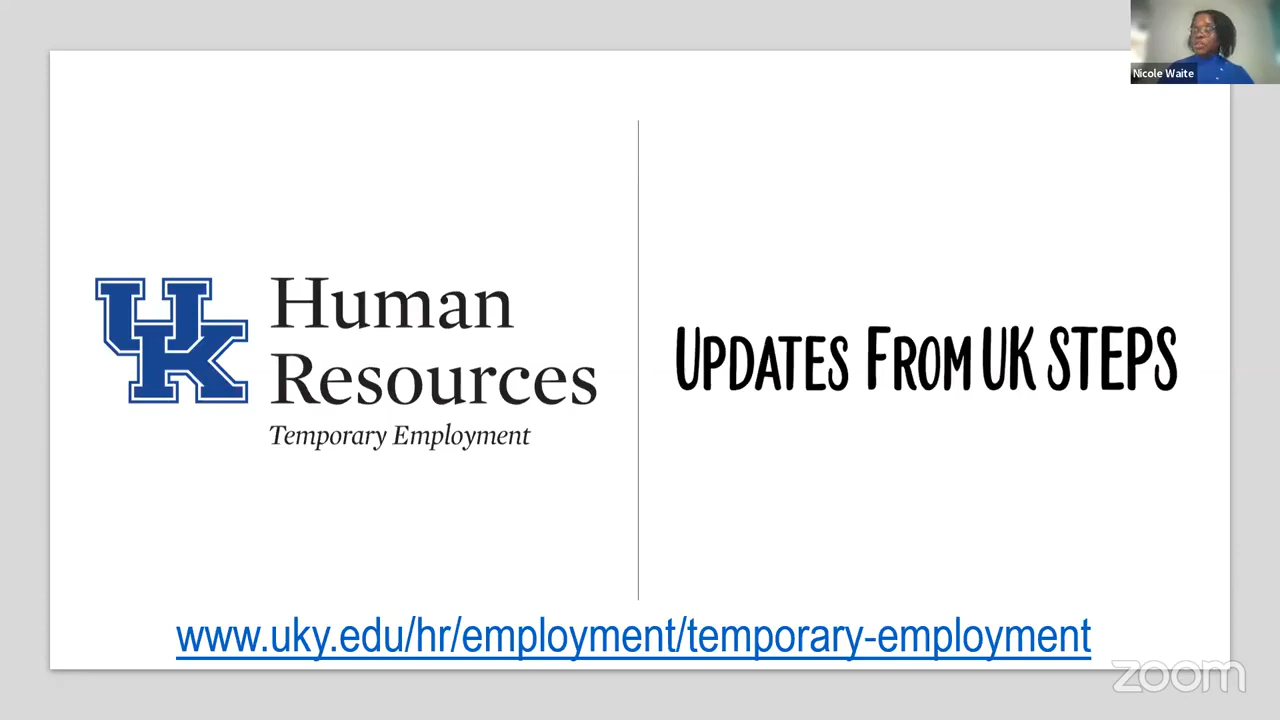 Nicole Waite
UK
Human
Resources
Temporary Employment
UPDATES FROM UK STEPS
www.uky.edu/hr/employment/temporary-employment
zoom